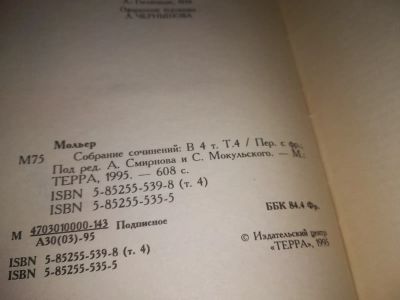 Мольер
М75 Собрание сочинений: В 4 т. Т.4 / Пер. с фр.;
Под ред. А. Смирнова и С. Мокульского. — М.:
ТЕРРА, 1995. — 608 с.
ISBN 5-85255-539-8 (т. 4)
ISBN 5-85255-535-5
М 4703010000-143 Подписное
А30(03)-95
ББК 84.4 Фр.
ISBN 5-85255-539-8 (т. 4)
ISBN 5-85255-535-5
© Издательский центр
«ТЕРРА», 1995